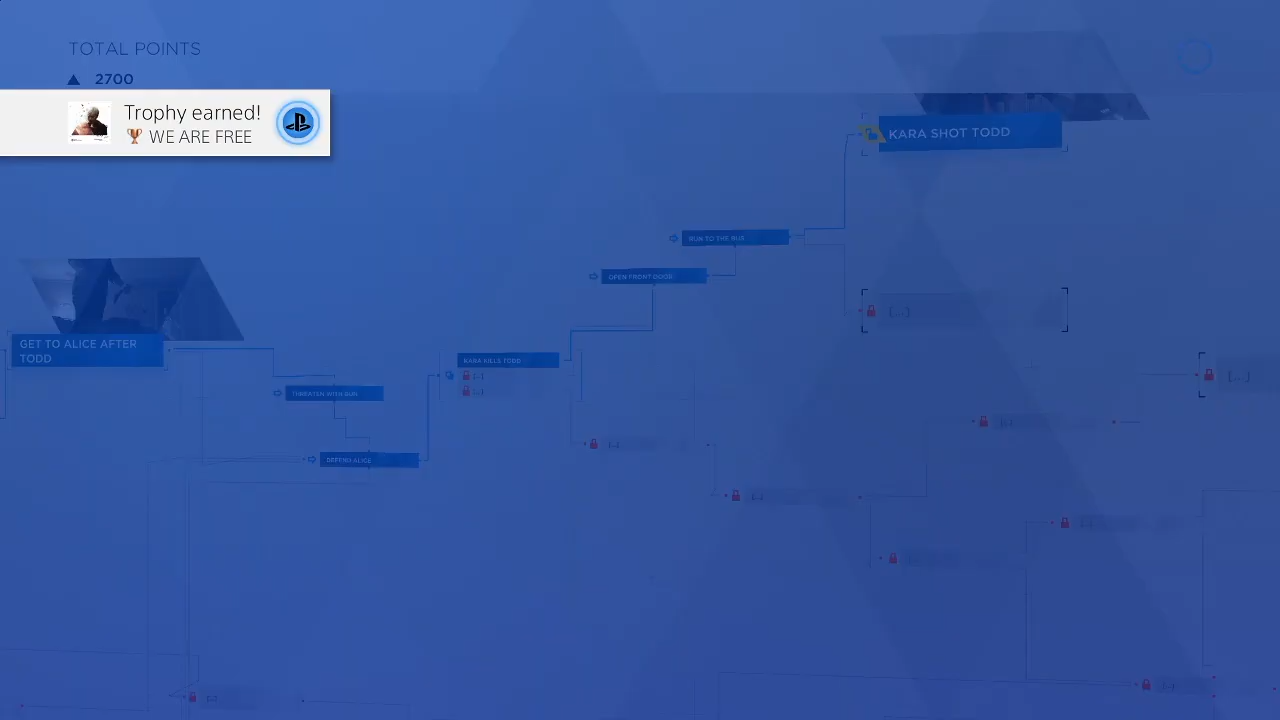 TOTAL POINTS
2700
Trophy earned!
WE ARE FREE
KARA SHOT TODD
RUN TO THE BUS
OPEN FRONT DOOR
(...)
GET TO ALICE AFTER
TODD
KARA KILLS TODD
(...)
(...)
(...)
THREATEN WITH GUN
(...)
(...)
DEFEND ALICE
(...)
(...)
(...)
(...)